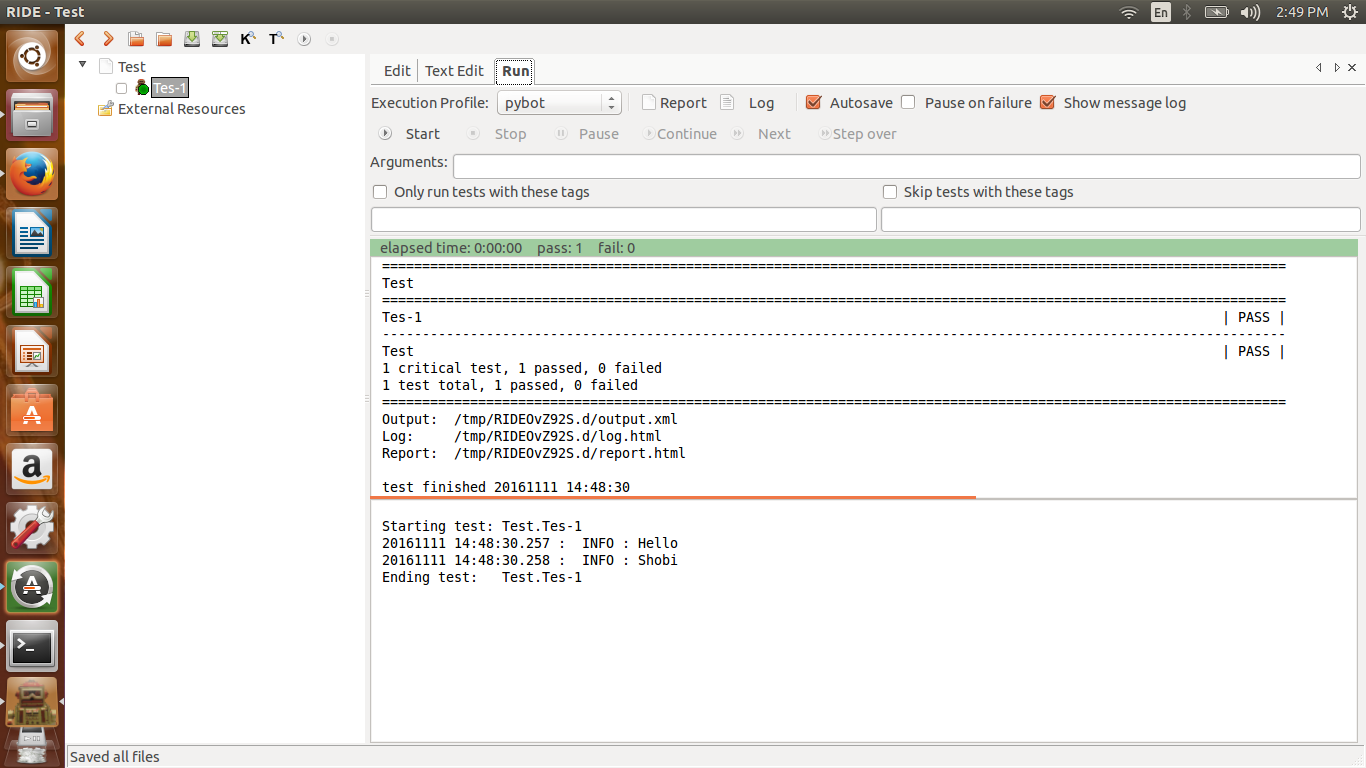 RIDE - Test
En
2:49 PM
Test
Tes-1
External Resources
Edit Text Edit Run
Execution Profile: pybot Report Log Autosave Pause on failure Show message log
Start Stop Pause Continue Next Step over
Arguments:
Only run tests with these tags Skip tests with these tags
elapsed time: 0:00:00 pass: 1 fail: 0
==============================================================================
Test
==============================================================================
Tes-1 | PASS |
------------------------------------------------------------------------------
Test | PASS |
1 critical test, 1 passed, 0 failed
1 test total, 1 passed, 0 failed
==============================================================================
Output: /tmp/RIDEOvZ92S.d/output.xml
Log: /tmp/RIDEOvZ92S.d/log.html
Report: /tmp/RIDEOvZ92S.d/report.html
test finished 20161111 14:48:30
Starting test: Test.Tes-1
20161111 14:48:30.257 : INFO : Hello
20161111 14:48:30.258 : INFO : Shobi
Ending test: Test.Tes-1
Saved all files